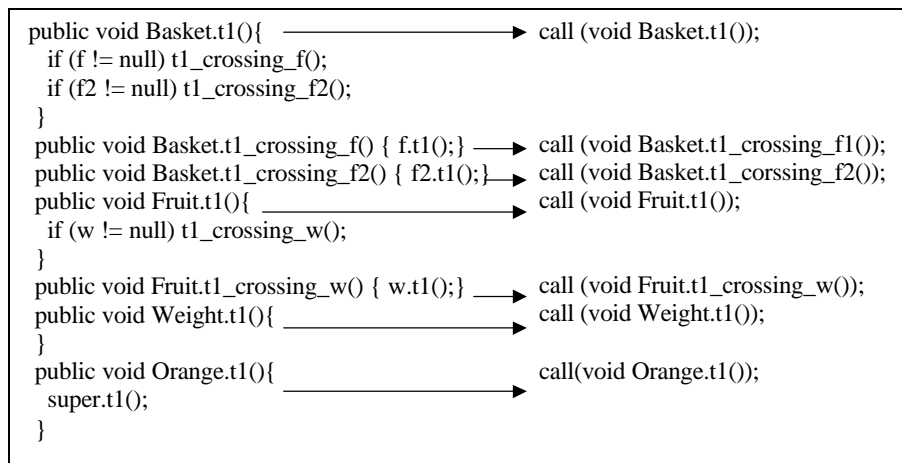 public void Basket.t1(){ call (void Basket.t1());
if (f != null) t1_crossing_f();
if (f2 != null) t1_crossing_f2();
}
public void Basket.t1_crossing_f() { f.t1();} call (void Basket.t1_crossing_f1());
public void Basket.t1_crossing_f2() { f2.t1();} call (void Basket.t1_corssing_f2());
public void Fruit.t1(){ call (void Fruit.t1());
if (w != null) t1_crossing_w();
}
public void Fruit.t1_crossing_w() { w.t1();} call (void Fruit.t1_crossing_w());
public void Weight.t1(){ call (void Weight.t1());
}
public void Orange.t1(){ call(void Orange.t1());
super.t1();
}